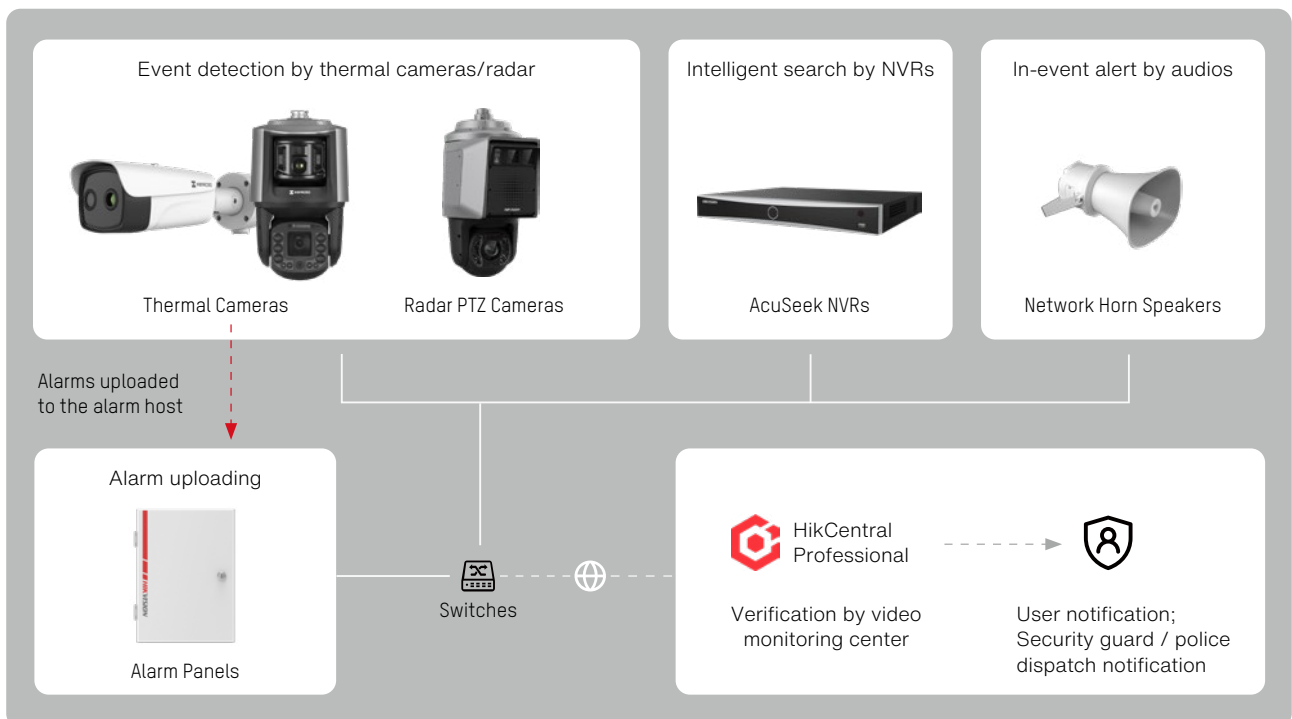 Event detection by thermal cameras/radar
Thermal Cameras
Radar PTZ Cameras
Intelligent search by NVRs
AcuSeek NVRs
In-event alert by audios
Network Horn Speakers
Alarms uploaded
to the alarm host
Alarm uploading
HIKVISION
Alarm Panels
Switches
HikCentral
Professional
Verification by video
monitoring center
User notification;
Security guard / police
dispatch notification